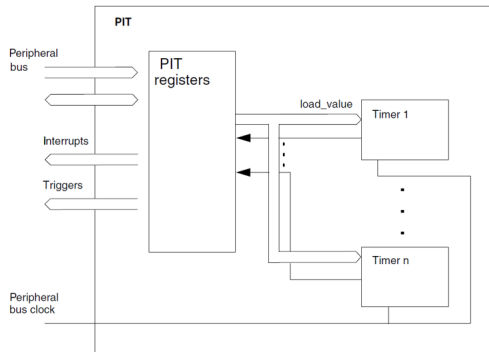 PIT
Peripheral
bus
PIT
registers
load_value
Timer 1
Interrupts
Triggers
Timer n
Peripheral
bus clock